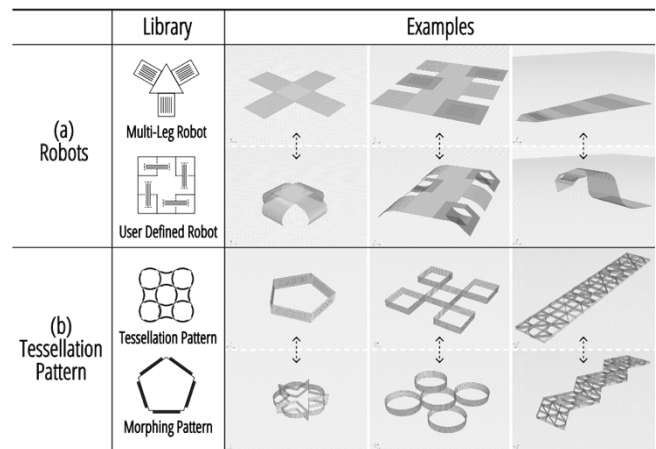 Library
Examples
(a)
Robots
Multi-Leg Robot
User Defined Robot
(b)
Tessellation
Pattern
Tessellation Pattern
Morphing Pattern